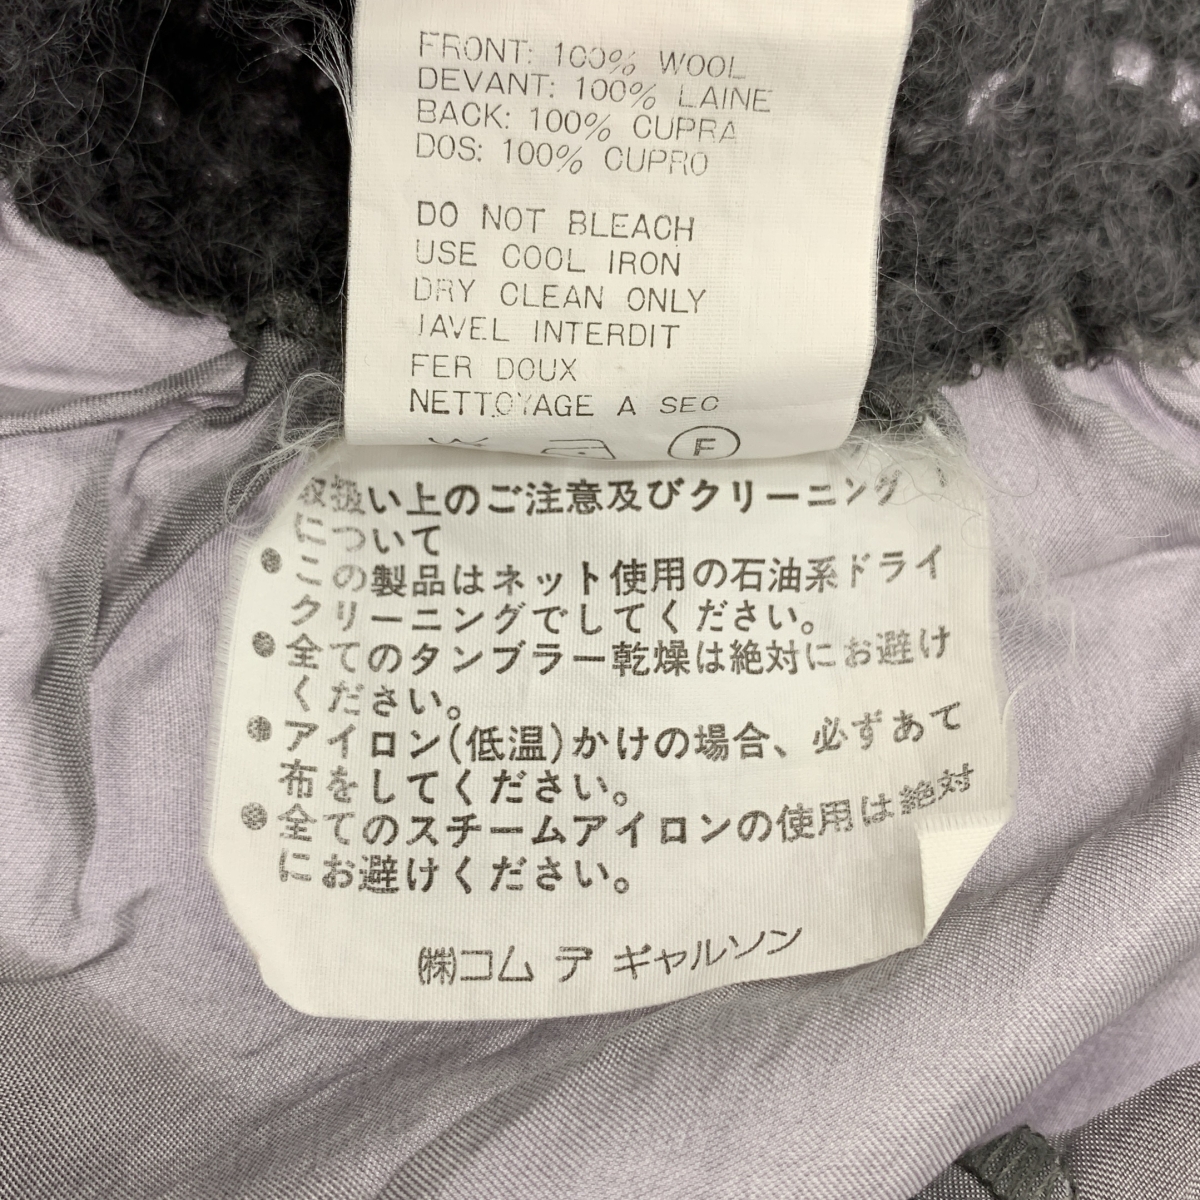 FRONT: 100% WOOL
DEVANT: 100% LAINE
BACK: 100% CUPRA
DOS: 100% CUPRO
DO NOT BLEACH
USE COOL IRON
DRY CLEAN ONLY
JAVEL INTERDIT
FER DOUX
NETTOYAGE A SEC
F
取扱い上のご注意及びクリーニング
について
●この製品はネット使用の石油系ドライ
クリーニングでしてください。
●全てのタンブラー乾燥は絶対にお避け
ください。
●アイロン(低温)かけの場合、必ずあて
布をしてください。
●全てのスチームアイロンの使用は絶対
にお避けください。
㈱コム デ ギャルソン